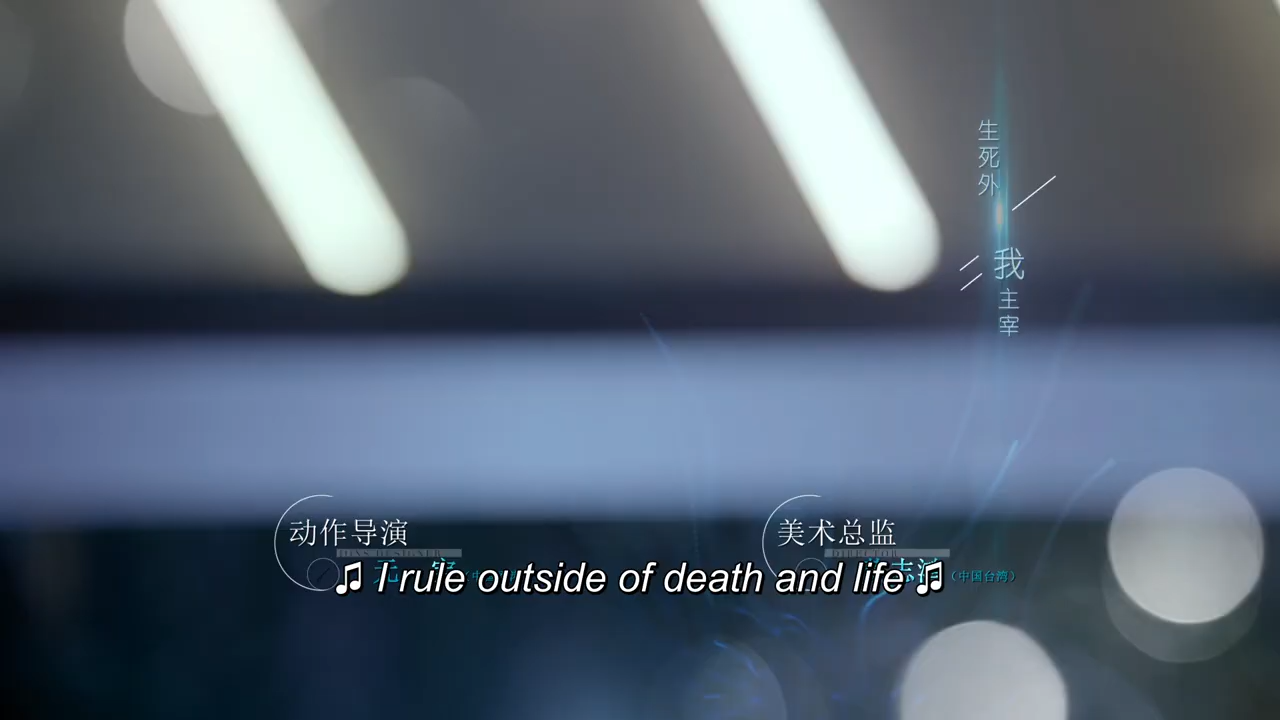 生死外
我主宰
动作导演
美术总监
DIRECTOR
(中国台湾)
♫ I rule outside of death and life ♫